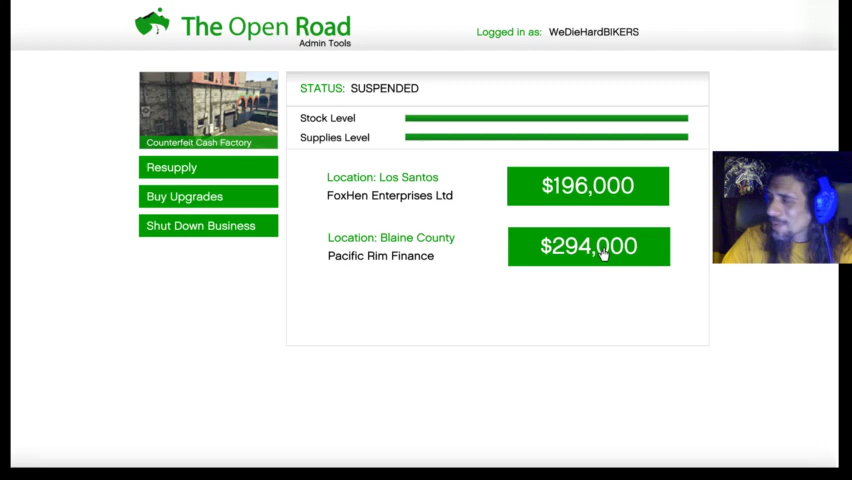 The Open Road
Admin Tools
Logged in as: WeDieHardBIKERS
STATUS: SUSPENDED
Stock Level
Supplies Level
Counterfeit Cash Factory
Resupply
Buy Upgrades
Shut Down Business
Location: Los Santos
FoxHen Enterprises Ltd
$196,000
Location: Blaine County
Pacific Rim Finance
$294,000